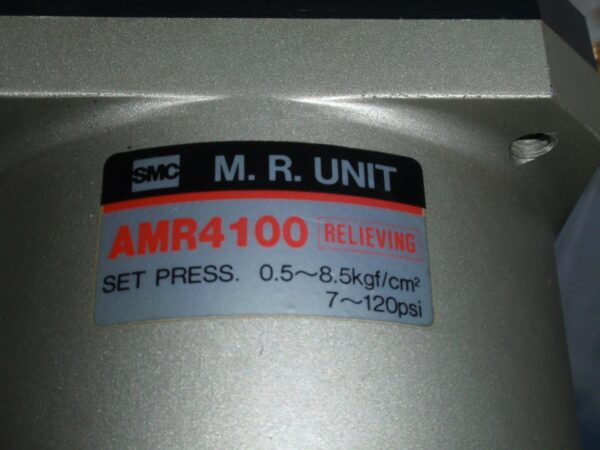 SMC M. R. UNIT
AMR4100 RELIEVING
SET PRESS. 0.5～8.5kgf/cm²
7～120psi